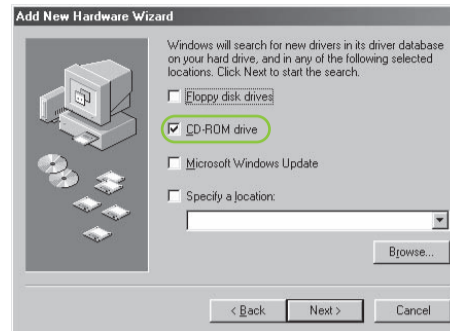 Add New Hardware Wizard
Windows will search for new drivers in its driver database
on your hard drive, and in any of the following selected
locations. Click Next to start the search.
Floppy disk drives
CD-ROM drive
Microsoft Windows Update
Specify a location:
Browse...
< Back
Next >
Cancel